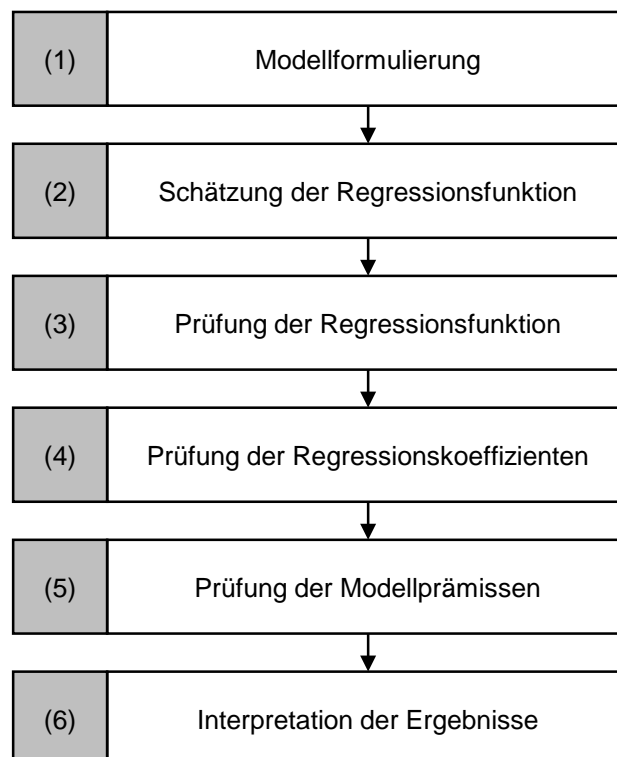 (1) Modellformulierung
(2) Schätzung der Regressionsfunktion
(3) Prüfung der Regressionsfunktion
(4) Prüfung der Regressionskoeffizienten
(5) Prüfung der Modellprämissen
(6) Interpretation der Ergebnisse